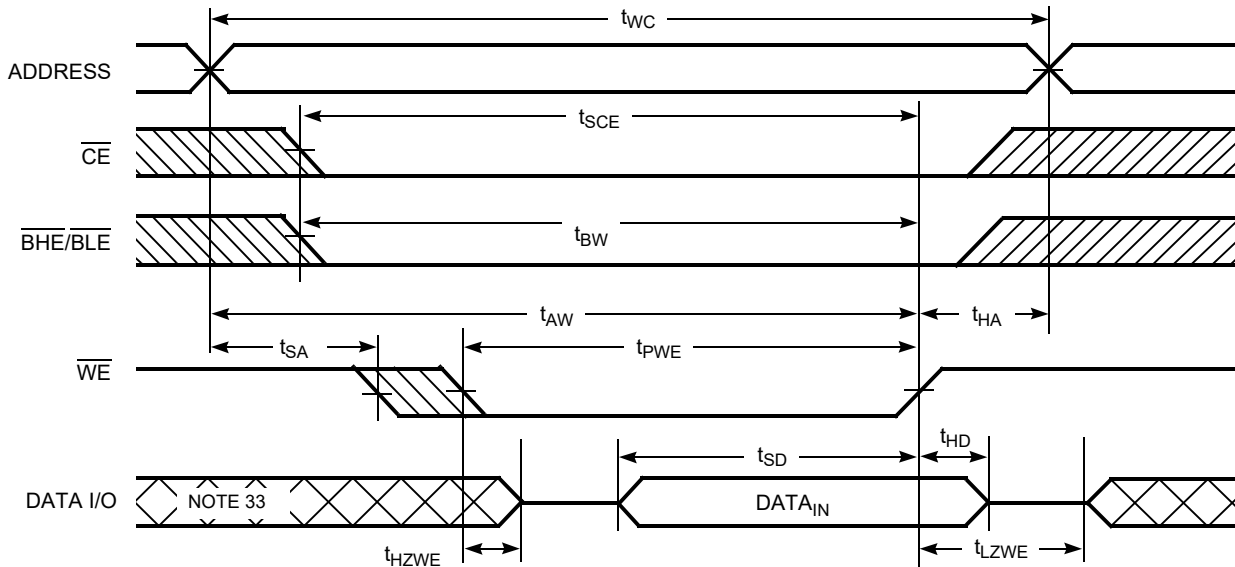 tWC
ADDRESS
tSCE
CE
BHE/BLE
tBW
tAW
tHA
tSA
tPWE
WE
tSD
tHD
DATA I/O
NOTE 33
DATAIN
tHZWE
tLZWE